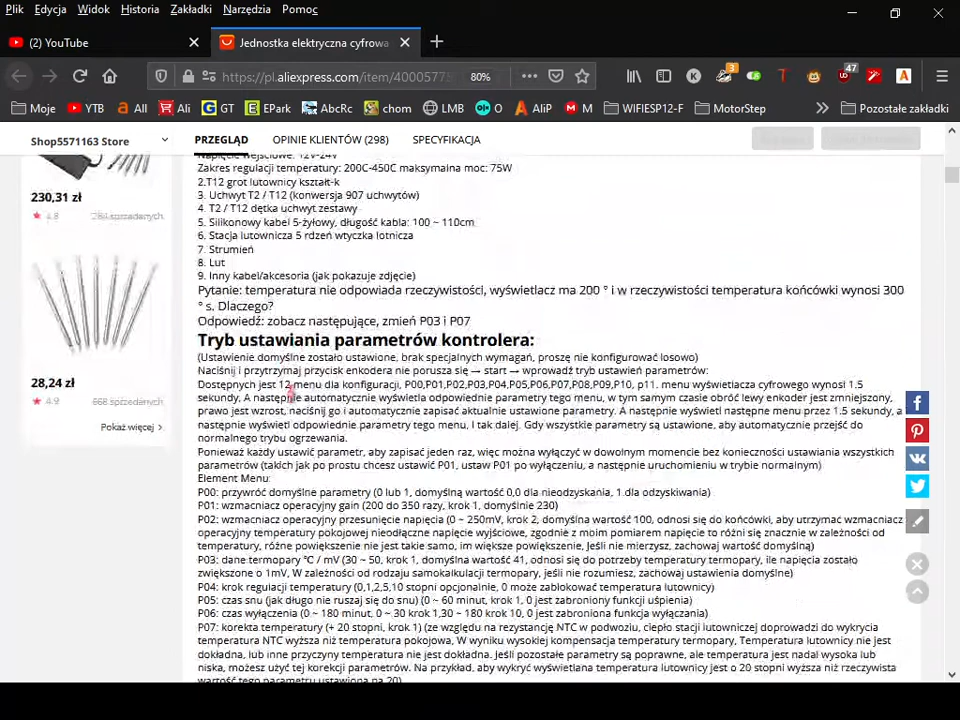 Plik Edycja Widok Historia Zakładki Narzędzia Pomoc
(2) YouTube
Jednostka elektryczna cyfrowa
https://pl.aliexpress.com/item/4000577 80%
3
47
Moje YTB All Ali GT EPark AbcRc chom LMB O AliP M WIFIESP12-F MotorStep Pozostałe zakładki
Shop5571163 Store
PRZEGLĄD OPINIE KLIENTÓW (298) SPECYFIKACJA
230,31 zł
4.8
28,24 zł
4.9 668 sprzedanych
Pokaż więcej
Napięcie wejściowe: 12V-24V
Zakres regulacji temperatury: 200C-450C maksymalna moc: 75W
2.T12 grot lutownicy kształt-k
3. Uchwyt T2 / T12 (konwersja 907 uchwytów)
4. T2 / T12 dętka uchwyt zestawy
5. Silikonowy kabel 5-żyłowy, długość kabla: 100 ~ 110cm
6. Stacja lutownicza 5 rdzeń wtyczka lotnicza
7. Strumień
8. Lut
9. Inny kabel/akcesoria (jak pokazuje zdjęcie)
Pytanie: temperatura nie odpowiada rzeczywistości, wyświetlacz ma 200 ° i w rzeczywistości temperatura końcówki wynosi 300
° s. Dlaczego?
Odpowiedź: zobacz następujące, zmień P03 i P07
Tryb ustawiania parametrów kontrolera:
(Ustawienie domyślne zostało ustawione, brak specjalnych wymagań, proszę nie konfigurować losowo)
Naciśnij i przytrzymaj przycisk enkodera nie porusza się → start → wprowadź tryb ustawień parametrów:
Dostępnych jest 12 menu dla konfiguracji, P00,P01,P02,P03,P04,P05,P06,P07,P08,P09,P10, p11. menu wyświetlacza cyfrowego wynosi 1.5
sekundy, A następnie automatycznie wyświetla odpowiednie parametry tego menu, w tym samym czasie obróć lewy enkoder jest zmniejszony,
prawo jest wzrost, naciśnij go i automatycznie zapisać aktualnie ustawione parametry. A następnie wyświetl następne menu przez 1.5 sekundy, a
następnie wyświetl odpowiednie parametry tego menu, I tak dalej. Gdy wszystkie parametry są ustawione, aby automatycznie przejść do
normalnego trybu ogrzewania.
Ponieważ każdy ustawić parametr, aby zapisać jeden raz, więc można wyłączyć w dowolnym momencie bez konieczności ustawiania wszystkich
parametrów (takich jak po prostu chcesz ustawić P01, ustaw P01 po wyłączeniu, a następnie uruchomieniu w trybie normalnym)
Element Menu:
P00: przywróć domyślne parametry (0 lub 1, domyślną wartość 0,0 dla nieodzyskania, 1.dla odzyskiwania)
P01: wzmacniacz operacyjny gain (200 do 350 razy, krok 1, domyślnie 230)
P02: wzmacniacz operacyjny przesunięcie napięcia (0 ~ 250mV, krok 2, domyślna wartość 100, odnosi się do końcówki, aby utrzymać wzmacniacz
operacyjny temperatury pokojowej nieodłączne napięcie wyjściowe, zgodnie z moim pomiarem napięcie to różni się znacznie w zależności od
temperatury, różne powiększenie nie jest takie samo, im większe powiększenie, Jeśli nie mierzysz, zachowaj wartość domyślną)
P03: dane termopary ℃ / mV (30 ~ 50, krok 1, domyślna wartość 41, odnosi się do potrzeby temperatury termopary, ile napięcia zostało
zwiększone o 1mV, W zależności od rodzaju samokalkulacji termopary, jeśli nie rozumiesz, zachowaj ustawienia domyślne)
P04: krok regulacji temperatury (0,1,2,5,10 stopni opcjonalnie, 0 może zablokować temperaturę lutownicy)
P05: czas snu (jak długo nie ruszaj się do snu) (0 ~ 60 minut, krok 1, 0 jest zabroniony funkcji uśpienia)
P06: czas wyłączenia (0 ~ 180 minut, 0 ~ 30 krok 1,30 ~ 180 krok 10, 0 jest zabroniony funkcji wyłączania)
P07: korekta temperatury (+ 20 stopni, krok 1) (ze względu na rezystancję NTC w podwoziu, ciepło stacji lutowniczej doprowadzi do wykrycia
temperatura NTC wyższa niż temperatura pokojowa, W wyniku wysokiej kompensacja temperatury termopary, Temperatura lutownicy nie jest
dokładna, lub inne przyczyny temperatura nie jest dokładna. Jeśli pozostałe parametry są poprawne, ale temperatura jest nadal wysoka lub
niska, możesz użyć tej korekcji parametrów. Na przykład, aby wykryć wyświetlana temperatura lutownicy jest o 20 stopni wyższa niż rzeczywista
wartość tego parametru ustawiona na 20)